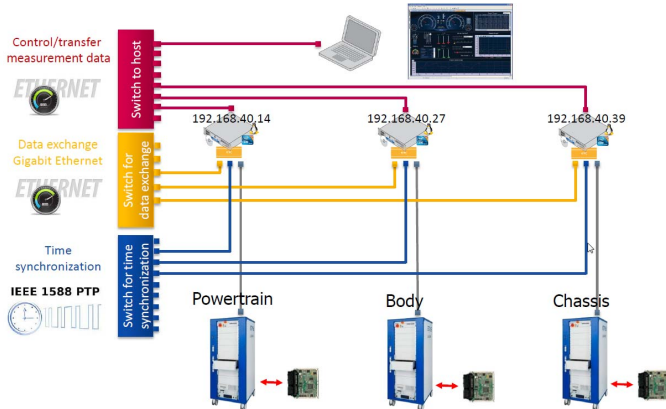 Control/transfer
measurement data
ETHERNET
Switch to host
192.168.40.14
192.168.40.27
192.168.40.39
Data exchange
Gigabit Ethernet
ETHERNET
Switch for
data exchange
Time
synchronization
IEEE 1588 PTP
Switch for time
synchronization
Powertrain
Body
Chassis